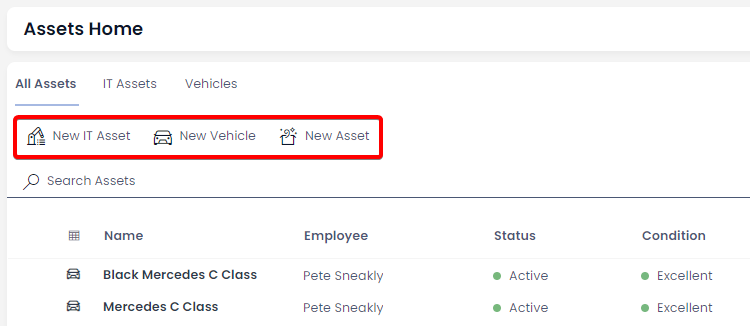 Assets Home
All Assets IT Assets Vehicles
New IT Asset New Vehicle New Asset
Search Assets
Name Employee Status Condition
Black Mercedes C Class Pete Sneakly Active Excellent
Mercedes C Class Pete Sneakly Active Excellent